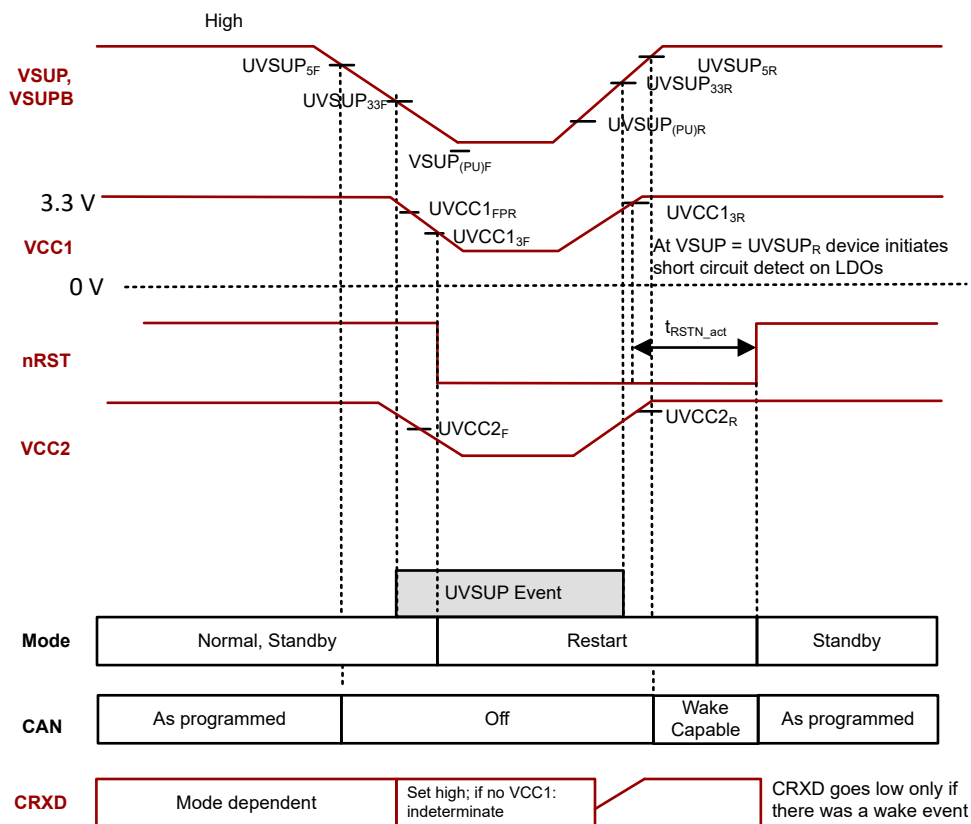 High
VSUP,
VSUPB
UVSUP5F
UVSUP33F
VSUP(PU)F
UVSUP5R
UVSUP33R
UVSUP(PU)R
3.3 V
VCC1
0 V
UVCC1FPR
UVCC13F
UVCC13R
At VSUP = UVSUPR device initiates
short circuit detect on LDOs
nRST
tRSTN_act
VCC2
UVCC2F
UVCC2R
UVSUP Event
Mode
Normal, Standby
Restart
Standby
CAN
As programmed
Off
Wake
Capable
As programmed
CRXD
Mode dependent
Set high; if no VCC1:
indeterminate
CRXD goes low only if
there was a wake event